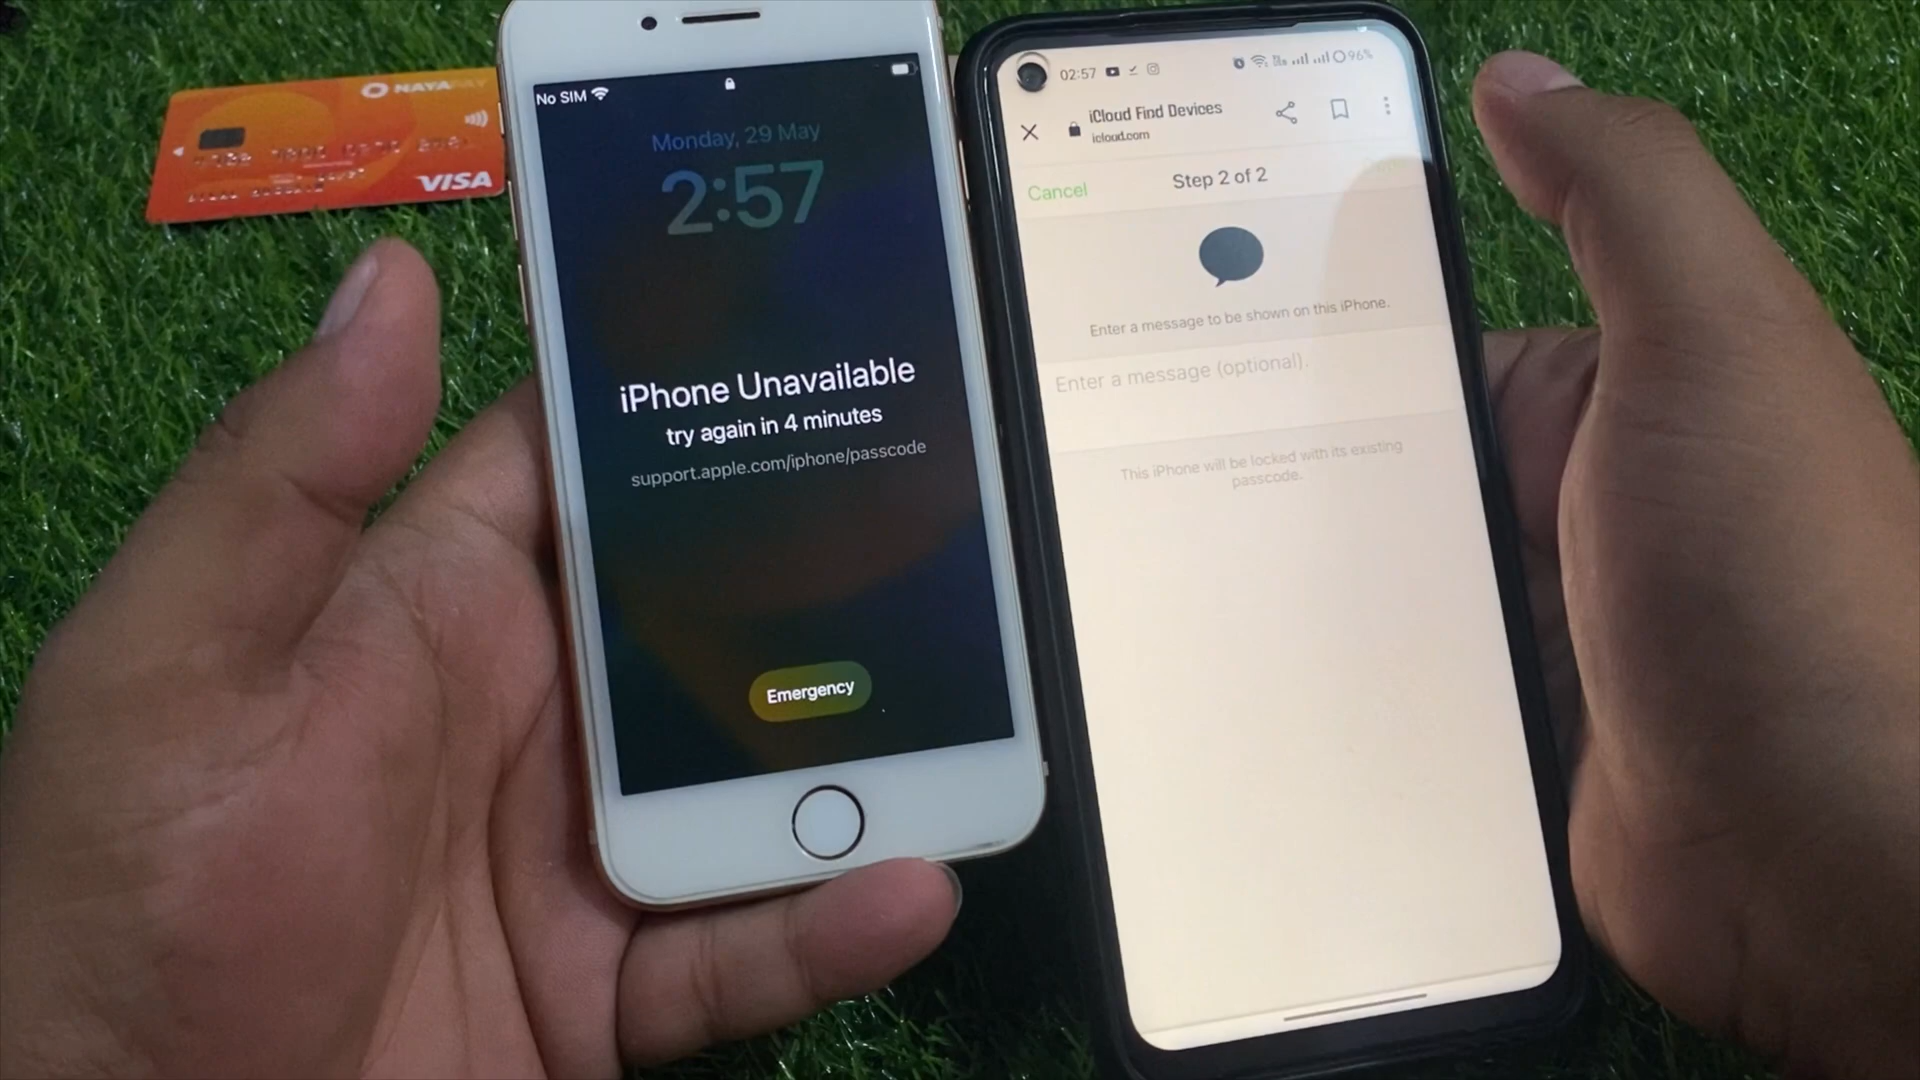 NAYAPAY
VISA
No SIM
Monday, 29 May
2:57
iPhone Unavailable
try again in 4 minutes
support.apple.com/iphone/passcode
Emergency
02:57
96%
iCloud Find Devices
icloud.com
Cancel
Step 2 of 2
Enter a message to be shown on this iPhone.
Enter a message (optional).
This iPhone will be locked with its existing
passcode.